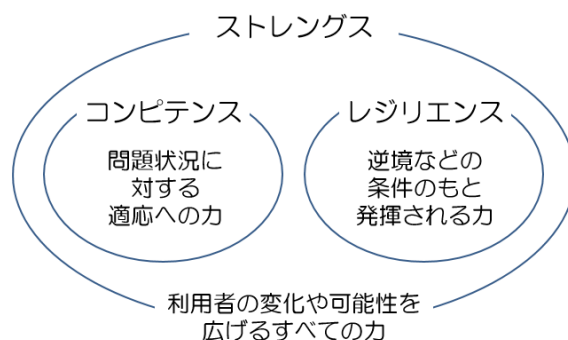 ストレングス
コンピテンス
問題状況に
対する
適応への力
レジリエンス
逆境などの
条件のもと
発揮される力
利用者の変化や可能性を
広げるすべての力